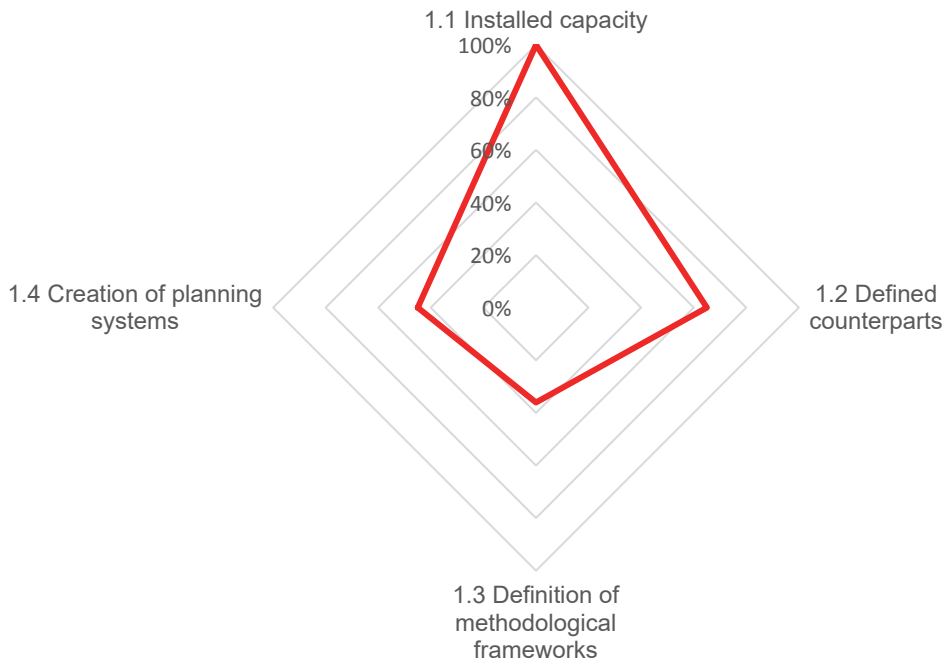 1.1 Installed capacity
100%
80%
60%
40%
20%
0%
1.4 Creation of planning
systems
1.2 Defined
counterparts
1.3 Definition of
methodological
frameworks